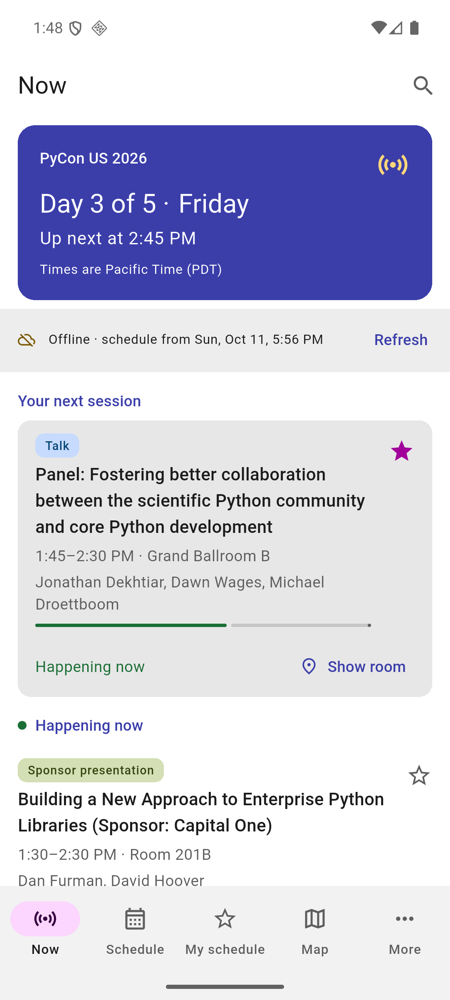 1:48
Now
PyCon US 2026
Day 3 of 5 · Friday
Up next at 2:45 PM
Times are Pacific Time (PDT)
Offline · schedule from Sun, Oct 11, 5:56 PM
Refresh
Your next session
Talk
Panel: Fostering better collaboration
between the scientific Python community
and core Python development
1:45–2:30 PM · Grand Ballroom B
Jonathan Dekhtiar, Dawn Wages, Michael
Droettboom
Happening now
Show room
Happening now
Sponsor presentation
Building a New Approach to Enterprise Python
Libraries (Sponsor: Capital One)
1:30–2:30 PM · Room 201B
Dan Furman, David Hoover
Now
Schedule
My schedule
Map
More